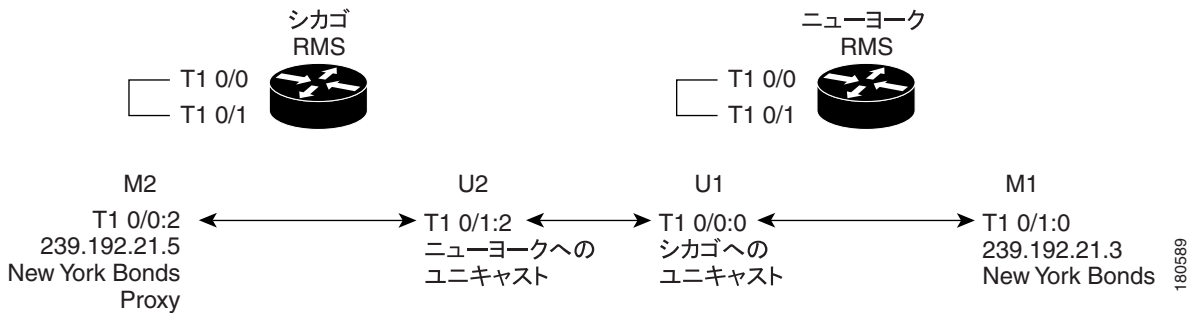 シカゴ
RMS
T1 0/0
T1 0/1
ニューヨーク
RMS
T1 0/0
T1 0/1
M2
T1 0/0:2
239.192.21.5
New York Bonds
Proxy
U2
T1 0/1:2
ニューヨークへの
ユニキャスト
U1
T1 0/0:0
シカゴへの
ユニキャスト
M1
T1 0/1:0
239.192.21.3
New York Bonds
180589